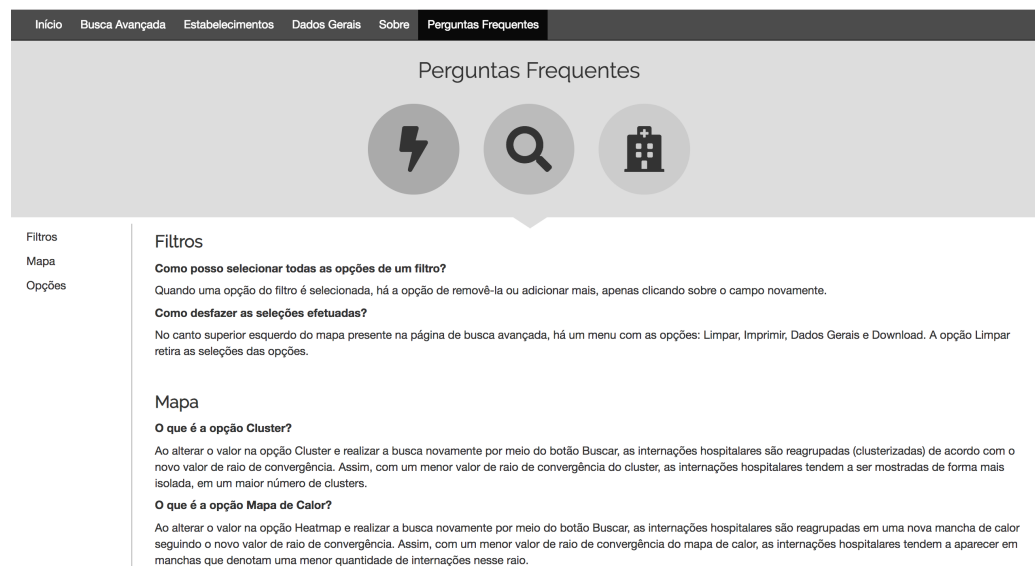 Início Busca Avançada Estabelecimentos Dados Gerais Sobre Perguntas Frequentes
Perguntas Frequentes
Filtros
Mapa
Opções
Filtros
Como posso selecionar todas as opções de um filtro?
Quando uma opção do filtro é selecionada, há a opção de removê-la ou adicionar mais, apenas clicando sobre o campo novamente.
Como desfazer as seleções efetuadas?
No canto superior esquerdo do mapa presente na página de busca avançada, há um menu com as opções: Limpar, Imprimir, Dados Gerais e Download. A opção Limpar
retira as seleções das opções.
Mapa
O que é a opção Cluster?
Ao alterar o valor na opção Cluster e realizar a busca novamente por meio do botão Buscar, as internações hospitalares são reagrupadas (clusterizadas) de acordo com o
novo valor de raio de convergência. Assim, com um menor valor de raio de convergência do cluster, as internações hospitalares tendem a ser mostradas de forma mais
isolada, em um maior número de clusters.
O que é a opção Mapa de Calor?
Ao alterar o valor na opção Heatmap e realizar a busca novamente por meio do botão Buscar, as internações hospitalares são reagrupadas em uma nova mancha de calor
seguindo o novo valor de raio de convergência. Assim, com um menor valor de raio de convergência do mapa de calor, as internações hospitalares tendem a aparecer em
manchas que denotam uma menor quantidade de internações nesse raio.